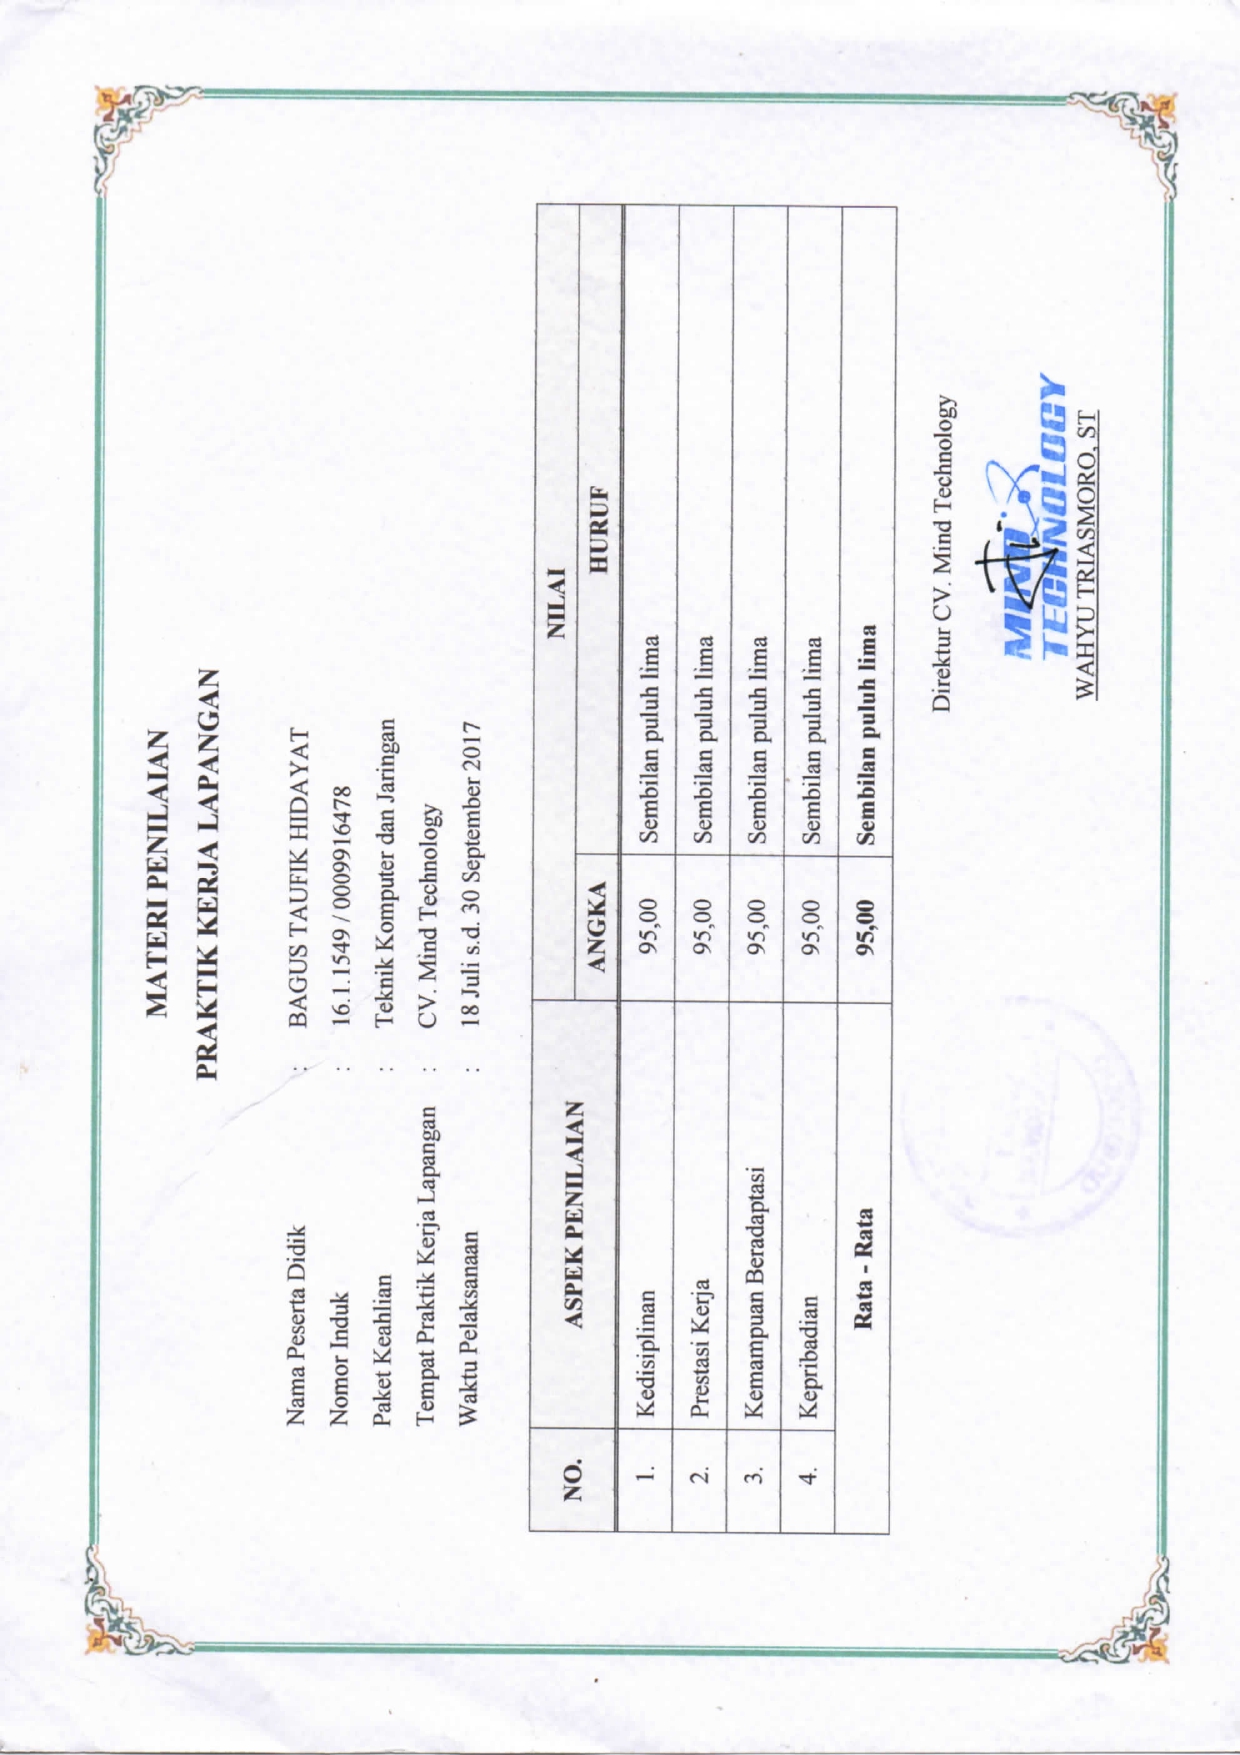 MATERI PENILAIAN
PRAKTIK KERJA LAPANGAN
Nama Peserta Didik : BAGUS TAUFIK HIDAYAT
Nomor Induk : 16.1.1549 / 0009916478
Paket Keahlian : Teknik Komputer dan Jaringan
Tempat Praktik Kerja Lapangan : CV. Mind Technology
Waktu Pelaksanaan : 18 Juli s.d. 30 September 2017
NO. ASPEK PENILAIAN NILAI
ANGKA HURUF
1. Kedisiplinan 95,00 Sembilan puluh lima
2. Prestasi Kerja 95,00 Sembilan puluh lima
3. Kemampuan Beradaptasi 95,00 Sembilan puluh lima
4. Kepribadian 95,00 Sembilan puluh lima
Rata - Rata 95,00 Sembilan puluh lima
Direktur CV. Mind Technology
MIND
TECHNOLOGY
WAHYU TRIASMORO, ST